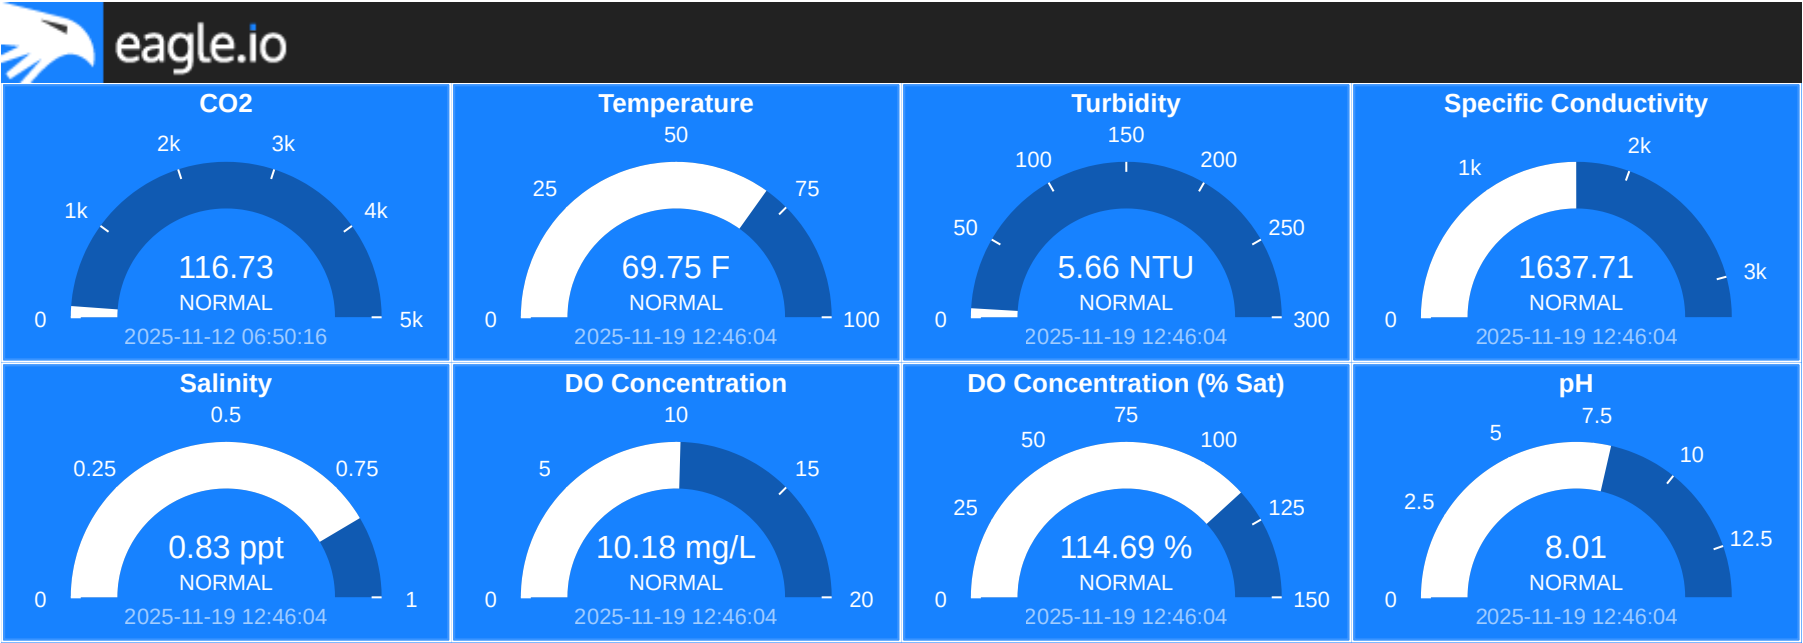 eagle.io
CO2
2k
3k
1k
4k
116.73
NORMAL
0
5k
2025-11-12 06:50:16
Temperature
50
25
75
69.75 F
NORMAL
0
100
2025-11-19 12:46:04
Turbidity
150
100
200
50
250
5.66 NTU
NORMAL
0
300
2025-11-19 12:46:04
Specific Conductivity
2k
1k
3k
1637.71
NORMAL
0
2025-11-19 12:46:04
Salinity
0.5
0.25
0.75
0.83 ppt
NORMAL
0
1
2025-11-19 12:46:04
DO Concentration
10
5
15
10.18 mg/L
NORMAL
0
20
2025-11-19 12:46:04
DO Concentration (% Sat)
75
50
100
25
125
114.69 %
NORMAL
0
150
2025-11-19 12:46:04
pH
7.5
5
10
2.5
12.5
8.01
NORMAL
0
2025-11-19 12:46:04